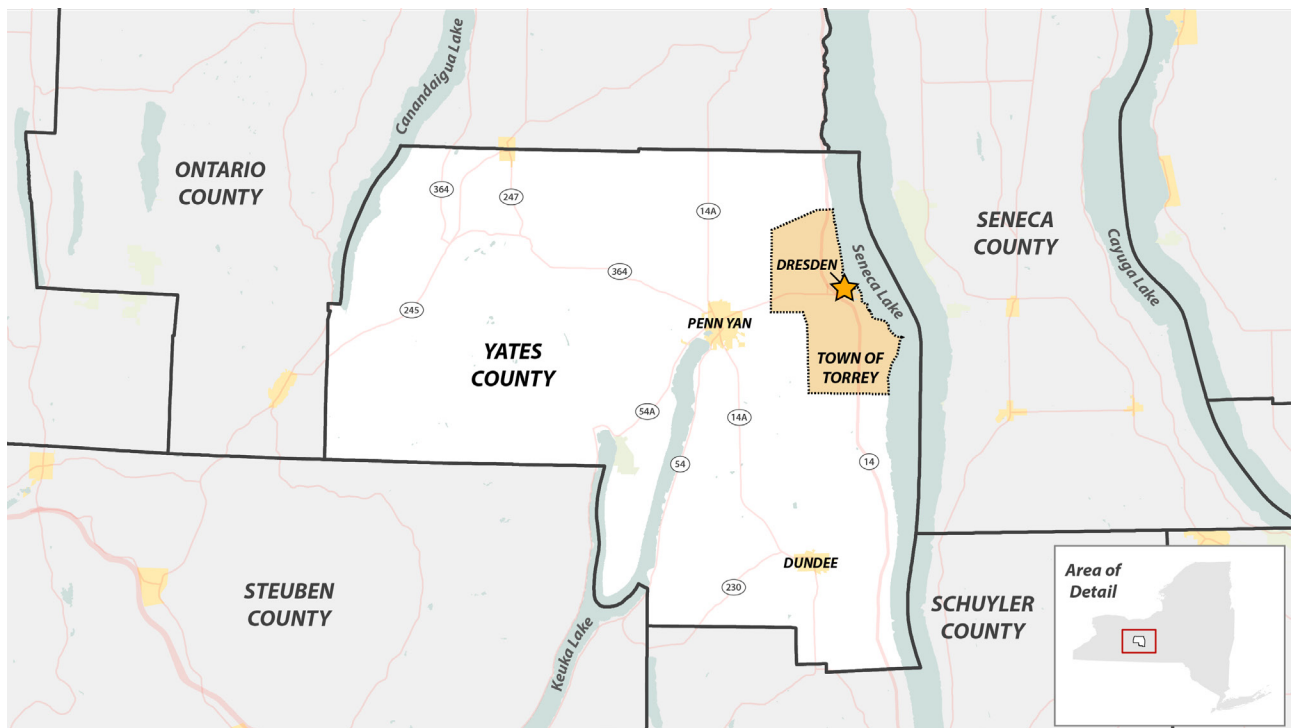 Canandaigua Lake
ONTARIO
COUNTY
364
247
14A
SENECA
COUNTY
Cayuga Lake
DRESDEN
Seneca Lake
364
245
PENN YAN
YATES
COUNTY
TOWN OF
TORREY
54A
14A
54
14
DUNDEE
230
STEUBEN
COUNTY
Keuka Lake
SCHUYLER
COUNTY
Area of
Detail